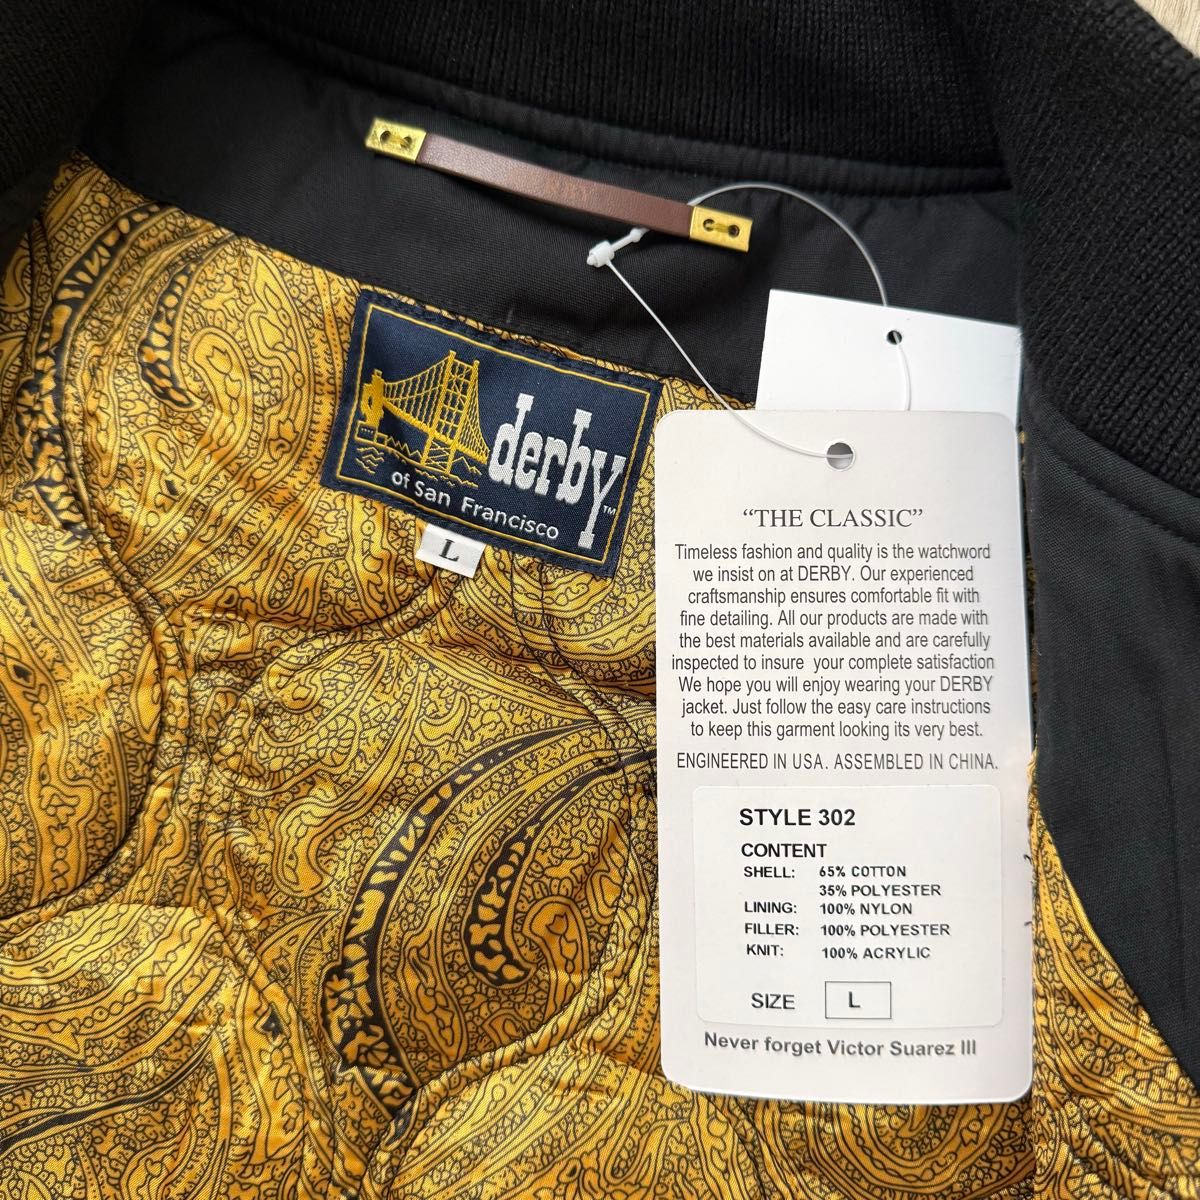 derby™
of San Francisco
L
“THE CLASSIC”
Timeless fashion and quality is the watchword
we insist on at DERBY. Our experienced
craftsmanship ensures comfortable fit with
fine detailing. All our products are made with
the best materials available and are carefully
inspected to insure your complete satisfaction
We hope you will enjoy wearing your DERBY
jacket. Just follow the easy care instructions
to keep this garment looking its very best.
ENGINEERED IN USA. ASSEMBLED IN CHINA.
STYLE 302
CONTENT
SHELL: 65% COTTON
35% POLYESTER
LINING: 100% NYLON
FILLER: 100% POLYESTER
KNIT: 100% ACRYLIC
SIZE L
Never forget Victor Suarez III